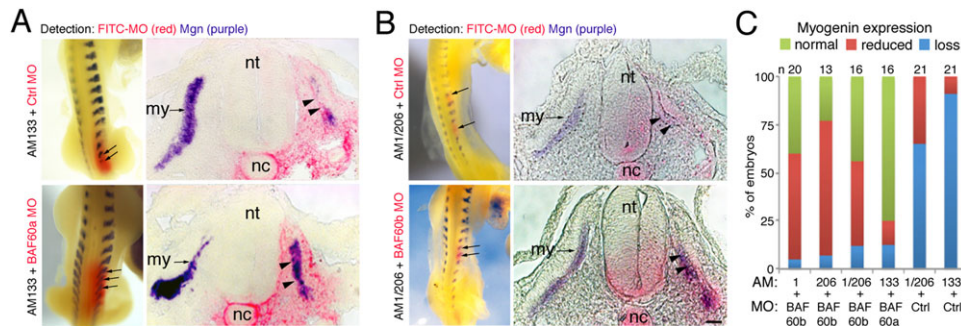 A
Detection: FITC-MO (red) Mgn (purple)
AM133 + Ctrl MO
my
nt
nc
AM133 + BAF60a MO
my
nt
nc
B
Detection: FITC-MO (red) Mgn (purple)
AM1/206 + Ctrl MO
my
nt
nc
AM1/206 + BAF60b MO
my
nt
nc
C
Myogenin expression
normal reduced loss
n 20 13 16 16 21 21
100
75
50
25
0
% of embryos
AM: 1 206 1/206 133 1/206 133
+ + + + + +
MO: BAF BAF BAF BAF Ctrl Ctrl
60b 60b 60b 60a